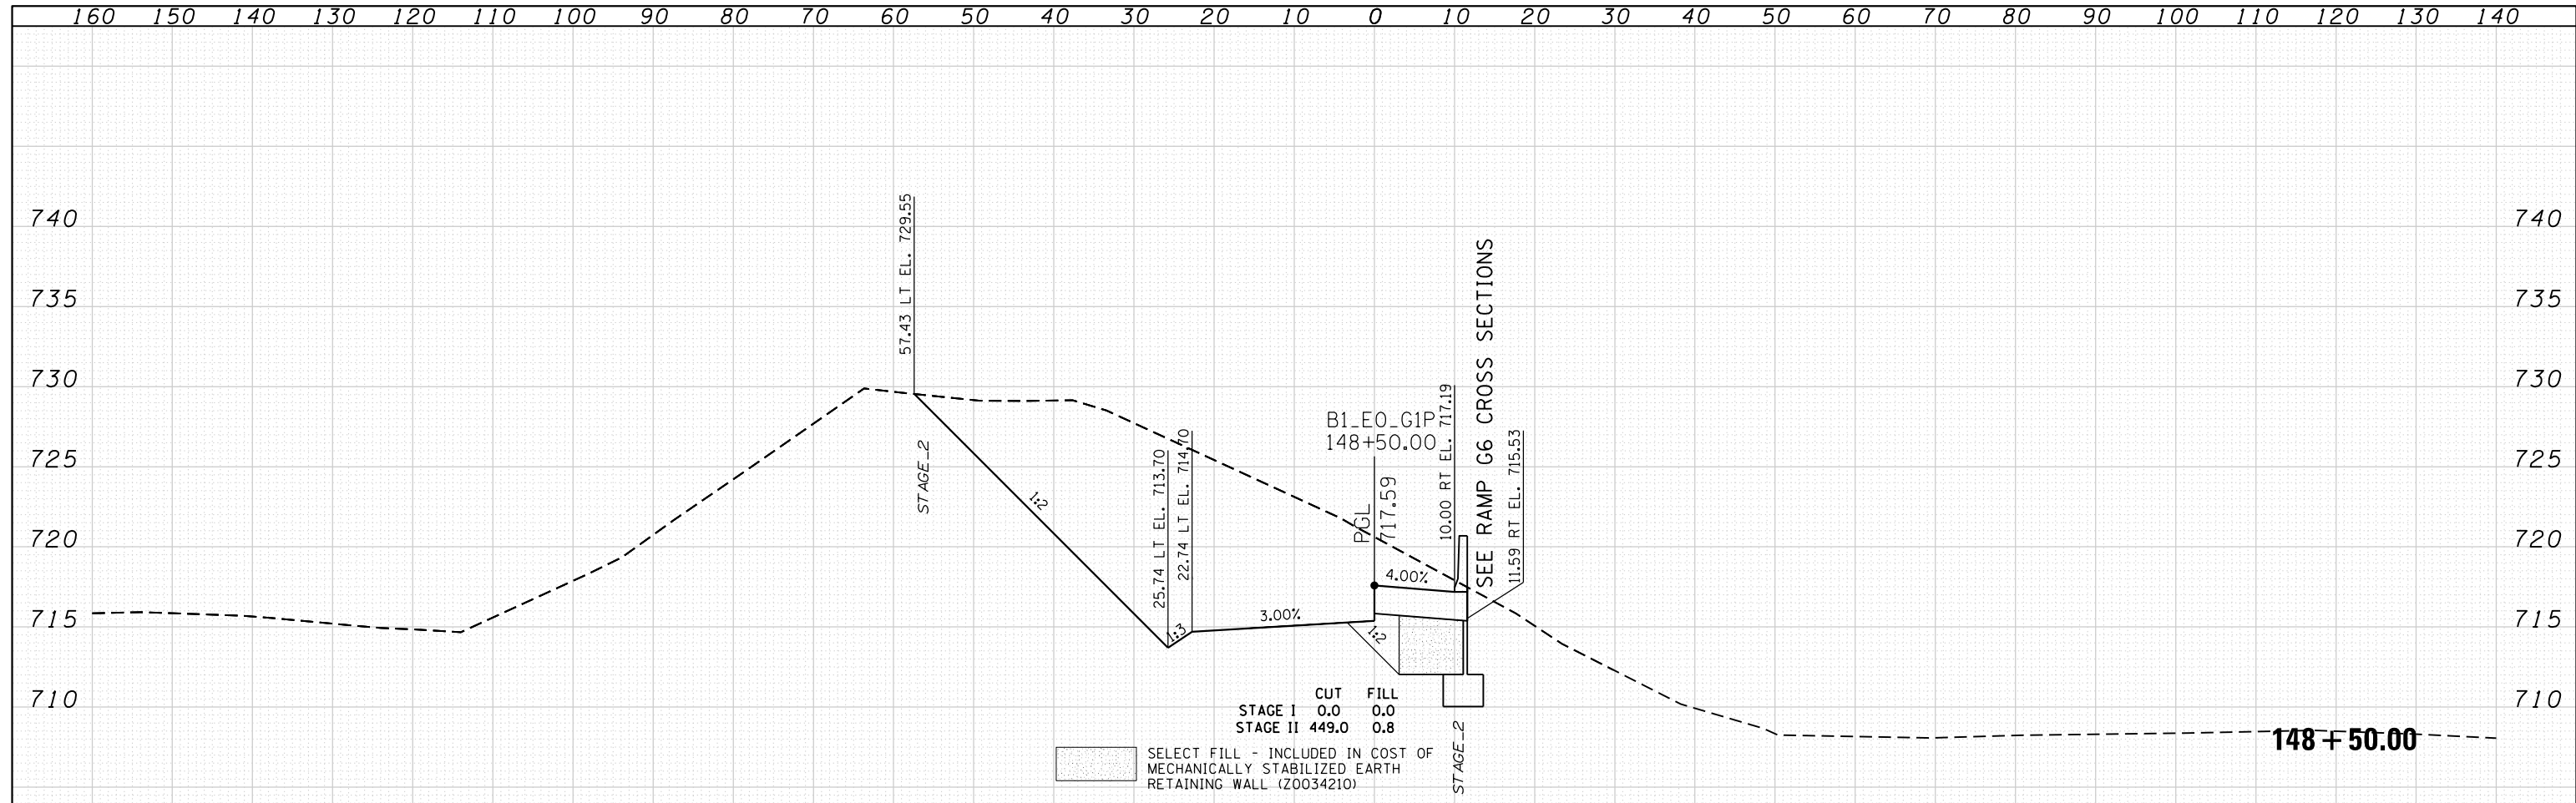 160 150 140 130 120 110 100 90 80 70 60 50 40 30 20 10 0 10 20 30 40 50 60 70 80 90 100 110 120 130 140
740 740
735 735
730 730
725 725
720 720
715 715
710 710
57.43 LT EL. 729.55
STAGE_2
1:2
25.74 LT EL. 713.70
22.74 LT EL. 714.70
1:3
3.00%
B1_EO_G1P
148+50.00
PGL
717.59
4.00%
1:2
10.00 RT EL. 717.19
SEE RAMP G6 CROSS SECTIONS
11.59 RT EL. 715.53
STAGE_2
CUT FILL
STAGE I 0.0 0.0
STAGE II 449.0 0.8
SELECT FILL - INCLUDED IN COST OF
MECHANICALLY STABILIZED EARTH
RETAINING WALL (Z0034210)
148+50.00